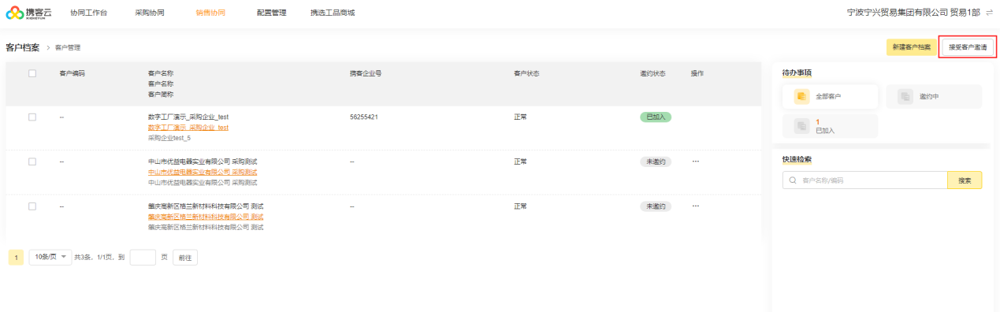 携客云
XIEKEYUN
协同工作台
采购协同
销售协同
配置管理
携选工品商城
宁波宁兴贸易集团有限公司 贸易1部
客户档案 > 客户管理
新建客户档案
接受客户邀请
客户编码
客户名称
客户名称
客户简称
携客企业号
客户状态
邀约状态
操作
--
数字工厂演示_采购企业_test
数字工厂演示_采购企业_test
采购企业test_5
56255421
正常
已加入
--
中山市优益电器实业有限公司 采购测试
中山市优益电器实业有限公司 采购测试
中山市优益电器实业有限公司 采购测试
--
正常
未邀约
...
--
肇庆高新区格兰新材料科技有限公司 测试
肇庆高新区格兰新材料科技有限公司 测试
肇庆高新区格兰新材料科技有限公司 测试
--
正常
未邀约
...
1
10条/页
共3条, 1/1页, 到
页
前往
待办事项
全部客户
邀约中
1
已加入
快速检索
客户名称/编码
搜索